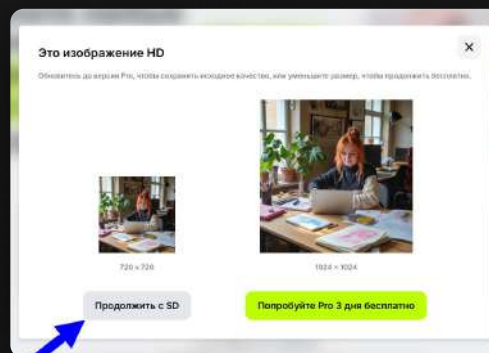 Это изображение HD
Обновитесь до версии Pro, чтобы сохранить исходное качество, или уменьшите размер, чтобы продолжить бесплатно.
720 × 720
1024 × 1024
Продолжить с SD
Попробуйте Pro 3 дня бесплатно